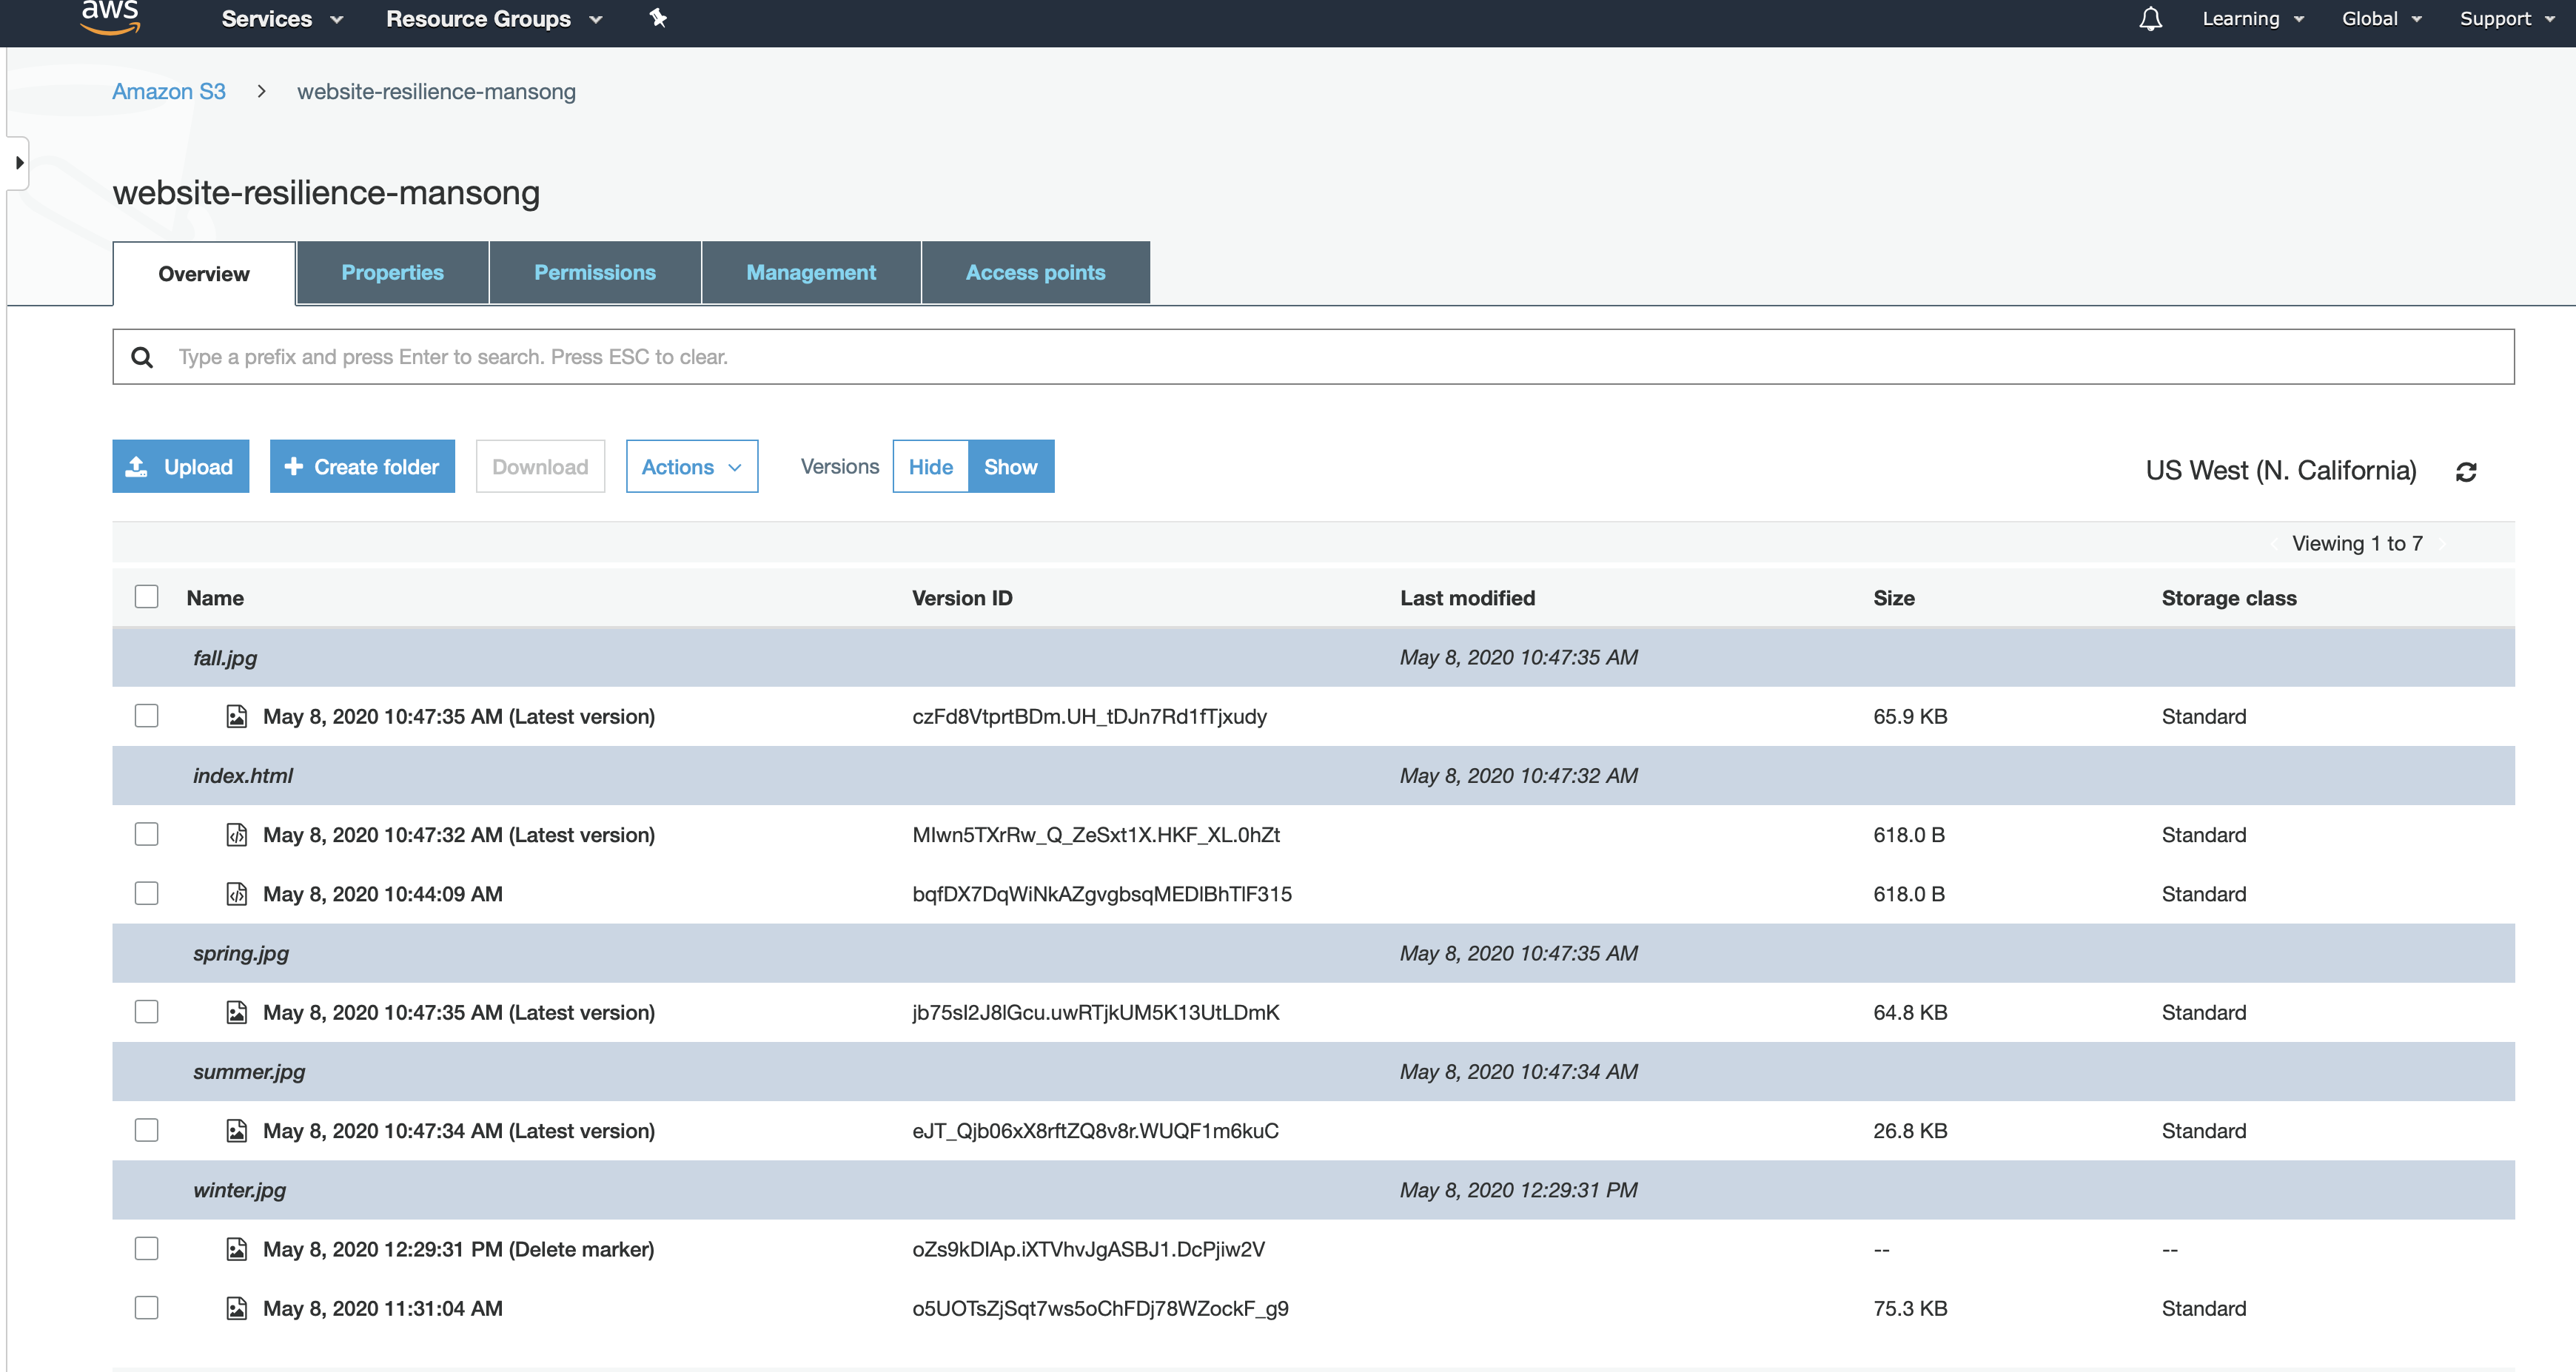 aws Services Resource Groups Learning Global Support
Amazon S3 > website-resilience-mansong
website-resilience-mansong
Overview Properties Permissions Management Access points
Type a prefix and press Enter to search. Press ESC to clear.
Upload + Create folder Download Actions Versions Hide Show US West (N. California)
Viewing 1 to 7
Name Version ID Last modified Size Storage class
fall.jpg May 8, 2020 10:47:35 AM
May 8, 2020 10:47:35 AM (Latest version) czFd8VtprtBDm.UH_tDJn7Rd1fTjxudy 65.9 KB Standard
index.html May 8, 2020 10:47:32 AM
May 8, 2020 10:47:32 AM (Latest version) MIwn5TXrRw_Q_ZeSxt1X.HKF_XL.0hZt 618.0 B Standard
May 8, 2020 10:44:09 AM bqfDX7DqWiNkAZgvgbsqMEDlBhTlF315 618.0 B Standard
spring.jpg May 8, 2020 10:47:35 AM
May 8, 2020 10:47:35 AM (Latest version) jb75sl2J8lGcu.uwRTjkUM5K13UtLDmK 64.8 KB Standard
summer.jpg May 8, 2020 10:47:34 AM
May 8, 2020 10:47:34 AM (Latest version) eJT_Qjb06xX8rftZQ8v8r.WUQF1m6kuC 26.8 KB Standard
winter.jpg May 8, 2020 12:29:31 PM
May 8, 2020 12:29:31 PM (Delete marker) oZs9kDlAp.iXTVhvJgASBJ1.DcPjiw2V -- --
May 8, 2020 11:31:04 AM o5UOTsZjSqt7ws5oChFDj78WZockF_g9 75.3 KB Standard